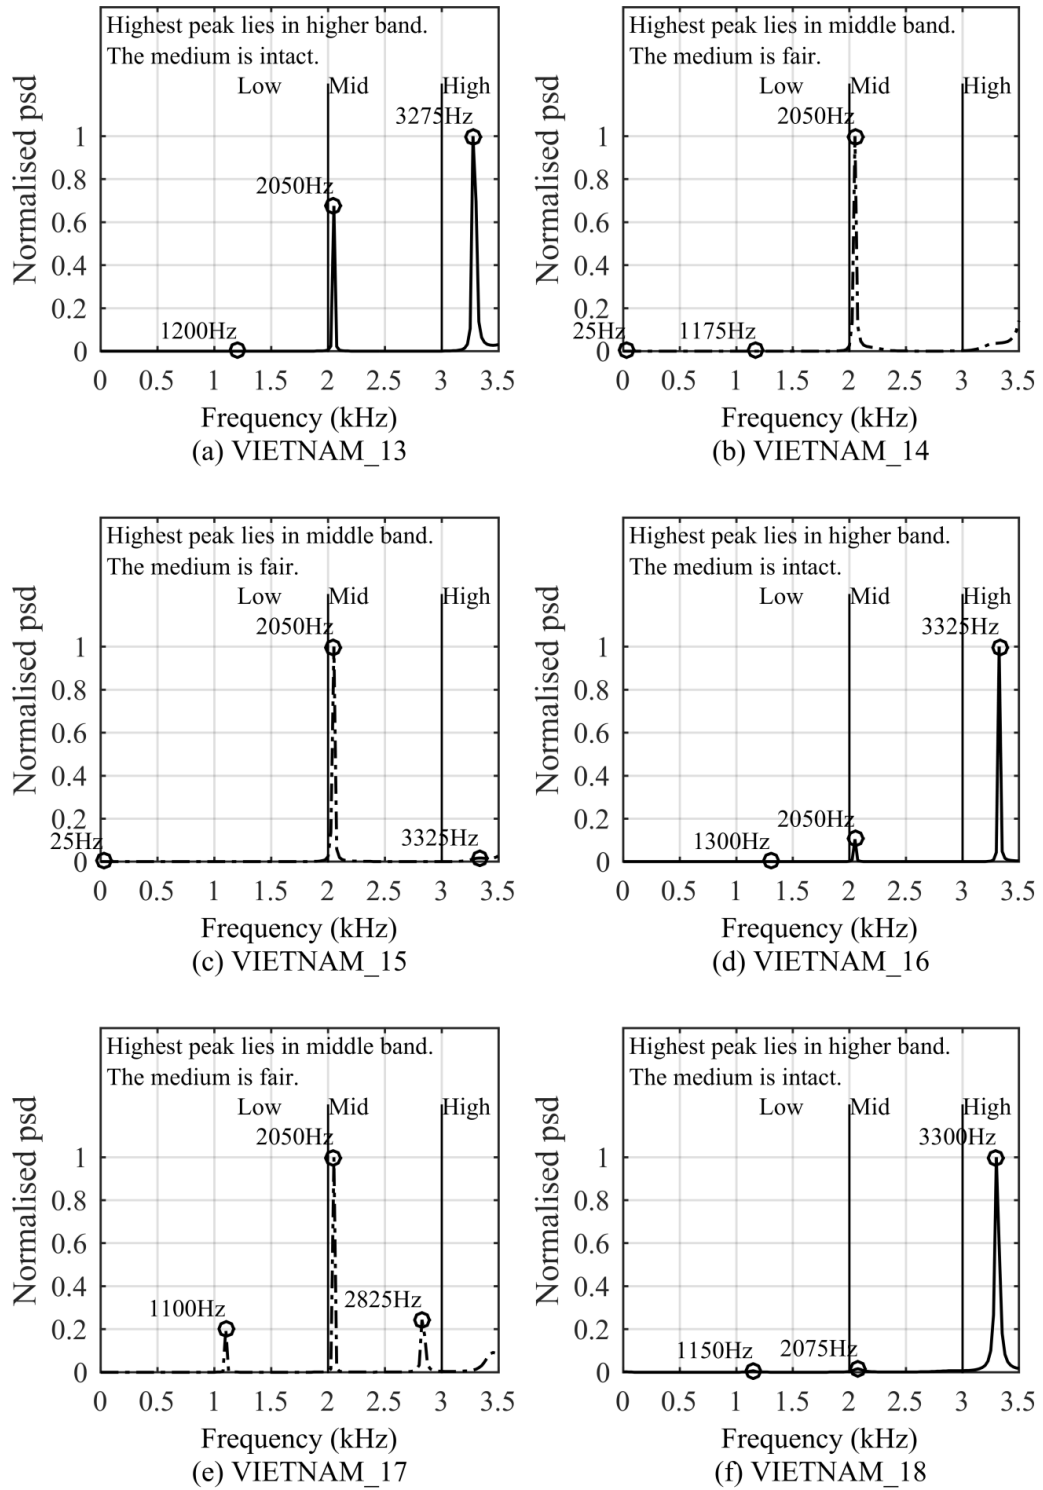 Highest peak lies in higher band.
The medium is intact.
Low Mid High
3275Hz
2050Hz
1200Hz
Normalised psd
1
0.8
0.6
0.4
0.2
0
0 0.5 1 1.5 2 2.5 3 3.5
Frequency (kHz)
(a) VIETNAM_13
Highest peak lies in middle band.
The medium is fair.
Low Mid High
2050Hz
25Hz 1175Hz
Normalised psd
1
0.8
0.6
0.4
0.2
0
0 0.5 1 1.5 2 2.5 3 3.5
Frequency (kHz)
(b) VIETNAM_14
Highest peak lies in middle band.
The medium is fair.
Low Mid High
2050Hz
25Hz 3325Hz
Normalised psd
1
0.8
0.6
0.4
0.2
0
0 0.5 1 1.5 2 2.5 3 3.5
Frequency (kHz)
(c) VIETNAM_15
Highest peak lies in higher band.
The medium is intact.
Low Mid High
3325Hz
2050Hz
1300Hz
Normalised psd
1
0.8
0.6
0.4
0.2
0
0 0.5 1 1.5 2 2.5 3 3.5
Frequency (kHz)
(d) VIETNAM_16
Highest peak lies in middle band.
The medium is fair.
Low Mid High
2050Hz
1100Hz 2825Hz
Normalised psd
1
0.8
0.6
0.4
0.2
0
0 0.5 1 1.5 2 2.5 3 3.5
Frequency (kHz)
(e) VIETNAM_17
Highest peak lies in higher band.
The medium is intact.
Low Mid High
3300Hz
1150Hz 2075Hz
Normalised psd
1
0.8
0.6
0.4
0.2
0
0 0.5 1 1.5 2 2.5 3 3.5
Frequency (kHz)
(f) VIETNAM_18